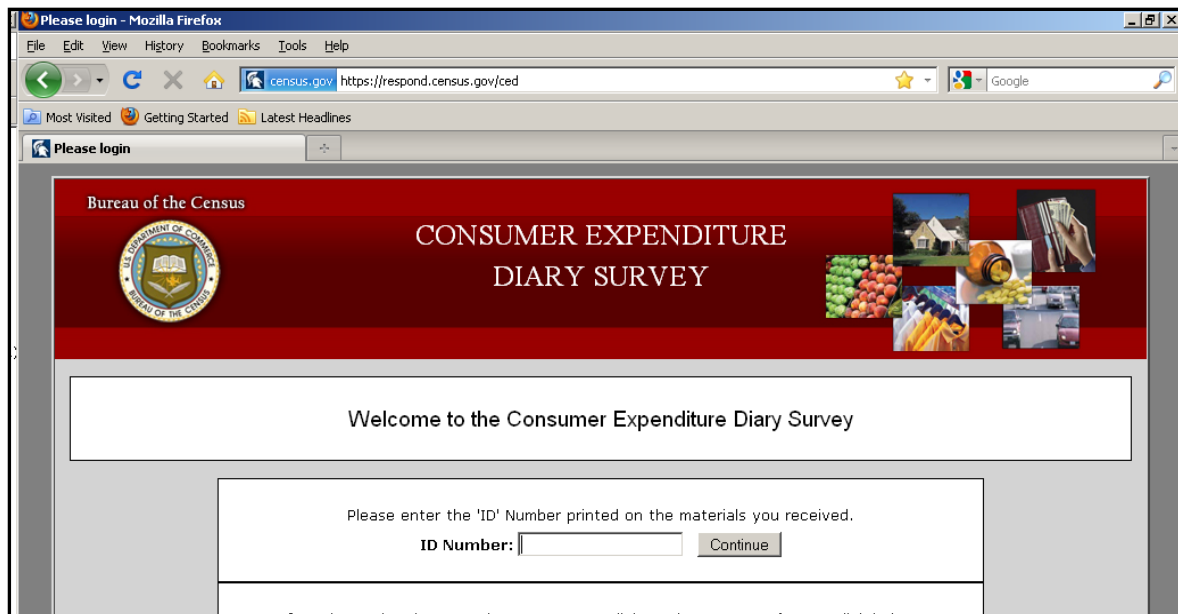 Please login - Mozilla Firefox
File Edit View History Bookmarks Tools Help
census.gov https://respond.census.gov/ced
Google
Most Visited Getting Started Latest Headlines
Please login
Bureau of the Census
U.S. DEPARTMENT OF COMMERCE
BUREAU OF THE CENSUS
CONSUMER EXPENDITURE
DIARY SURVEY
Welcome to the Consumer Expenditure Diary Survey
Please enter the 'ID' Number printed on the materials you received.
ID Number:
Continue